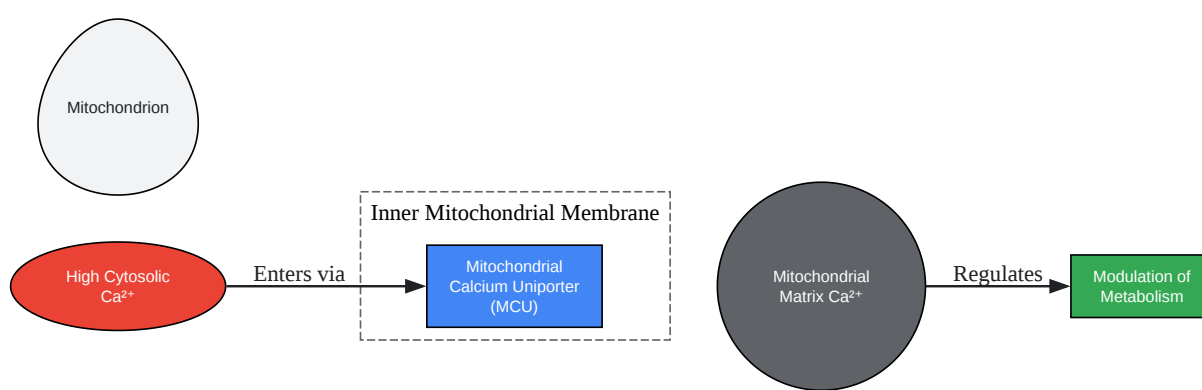 Mitochondrion
Inner Mitochondrial Membrane
High Cytosolic
Ca²⁺
Enters via
Mitochondrial
Calcium Uniporter
(MCU)
Mitochondrial
Matrix Ca²⁺
Regulates
Modulation of
Metabolism